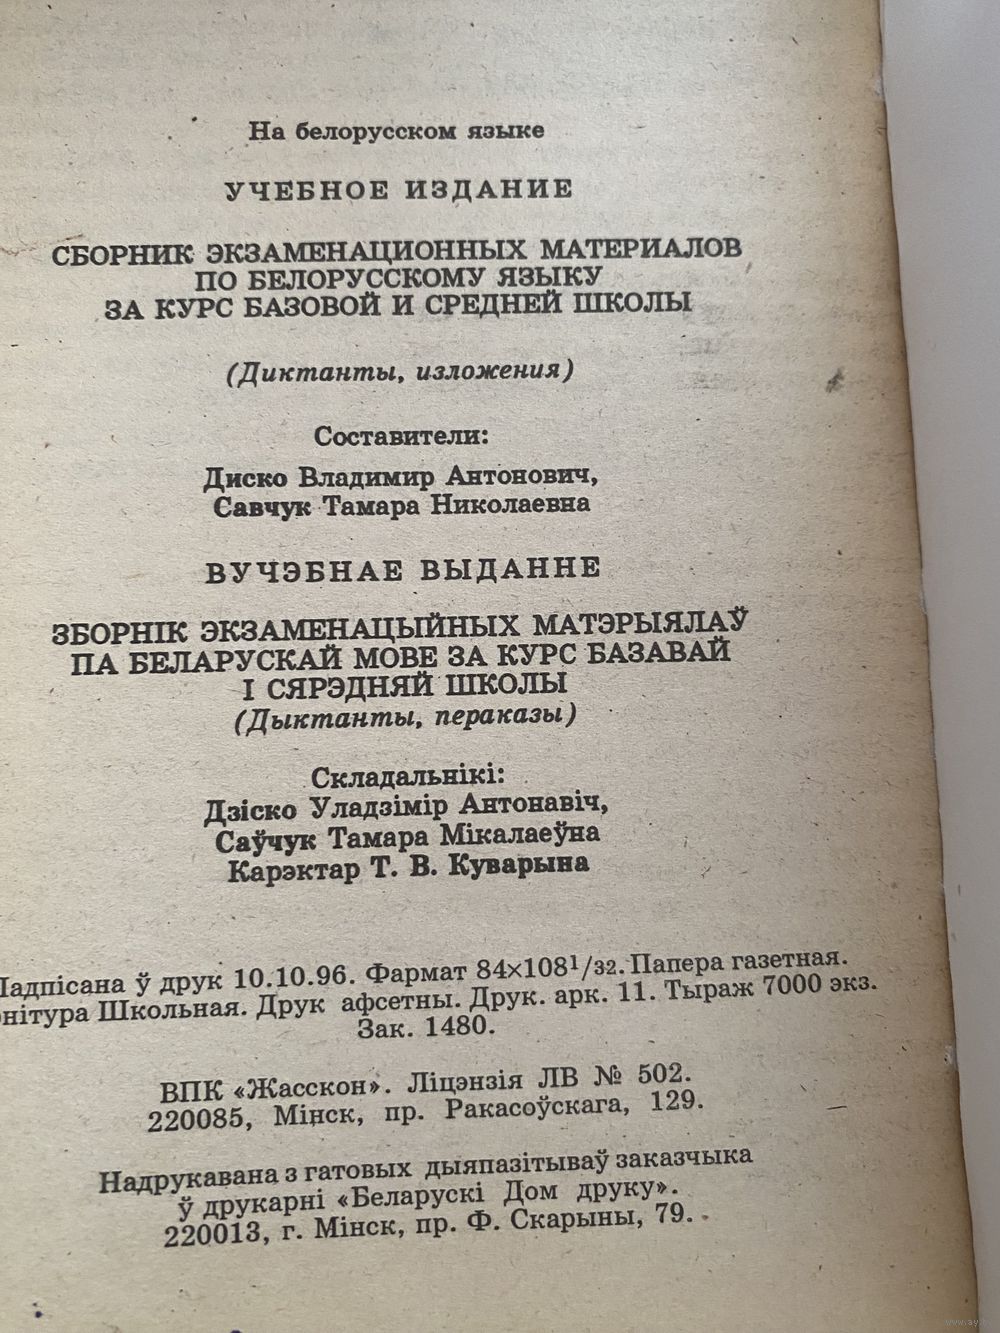 На белорусском языке
УЧЕБНОЕ ИЗДАНИЕ
СБОРНИК ЭКЗАМЕНАЦИОННЫХ МАТЕРИАЛОВ
ПО БЕЛОРУССКОМУ ЯЗЫКУ
ЗА КУРС БАЗОВОЙ И СРЕДНЕЙ ШКОЛЫ
(Диктанты, изложения)
Составители:
Диско Владимир Антонович,
Савчук Тамара Николаевна
ВУЧЭБНАЕ ВЫДАННЕ
ЗБОРНІК ЭКЗАМЕНАЦЫЙНЫХ МАТЭРЫЯЛАЎ
ПА БЕЛАРУСКАЙ МОВЕ ЗА КУРС БАЗАВАЙ
І СЯРЭДНЯЙ ШКОЛЫ
(Дыктанты, пераказы)
Складальнікі:
Дзіско Уладзімір Антонавіч,
Саўчук Тамара Мікалаеўна
Карэктар Т. В. Куварына
Падпісана ў друк 10.10.96. Фармат 84×108¹/32. Папера газетная.
нітура Школьная. Друк афсетны. Друк. арк. 11. Тыраж 7000 экз.
Зак. 1480.
ВПК «Жасскон». Ліцэнзія ЛВ № 502.
220085, Мінск, пр. Ракасоўскага, 129.
Надрукавана з гатовых дыяпазітываў заказчыка
ў друкарні «Беларускі Дом друку».
220013, г. Мінск, пр. Ф. Скарыны, 79.